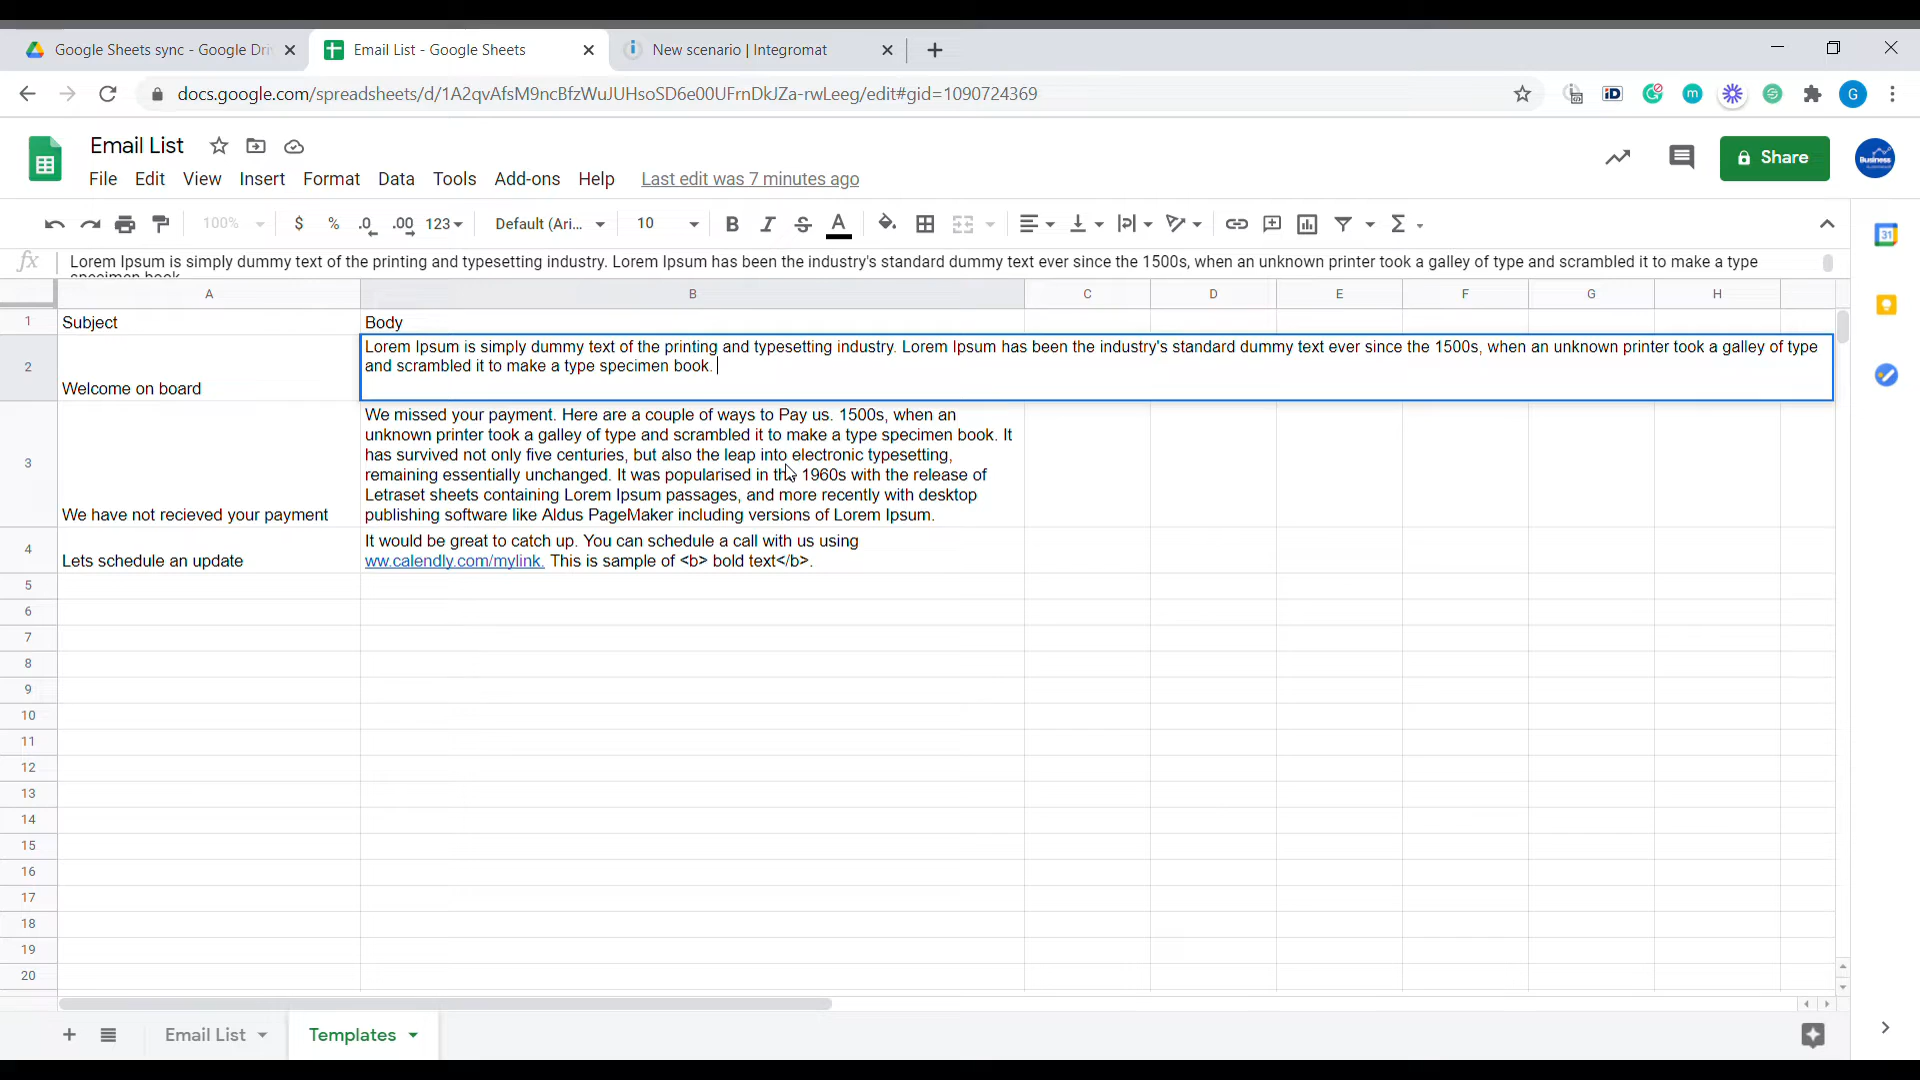 Google Sheets sync - Google Dri
Email List - Google Sheets
New scenario | Integromat
docs.google.com/spreadsheets/d/1A2qvAfsM9ncBfzWuJUHsoSD6e00UFrnDkJZa-rwLeeg/edit#gid=1090724369
G
Email List
Share
Business
File Edit View Insert Format Data Tools Add-ons Help Last edit was 7 minutes ago
100% $ % .0 .00 123 Default (Ari... 10 B I S A
fx Lorem Ipsum is simply dummy text of the printing and typesetting industry. Lorem Ipsum has been the industry's standard dummy text ever since the 1500s, when an unknown printer took a galley of type and scrambled it to make a type
specimen book.
31
A B C D E F G H
1 Subject Body
2 Welcome on board
Lorem Ipsum is simply dummy text of the printing and typesetting industry. Lorem Ipsum has been the industry's standard dummy text ever since the 1500s, when an unknown printer took a galley of type
and scrambled it to make a type specimen book.
3 We have not recieved your payment
We missed your payment. Here are a couple of ways to Pay us. 1500s, when an
unknown printer took a galley of type and scrambled it to make a type specimen book. It
has survived not only five centuries, but also the leap into electronic typesetting,
remaining essentially unchanged. It was popularised in the 1960s with the release of
Letraset sheets containing Lorem Ipsum passages, and more recently with desktop
publishing software like Aldus PageMaker including versions of Lorem Ipsum.
4 Lets schedule an update
It would be great to catch up. You can schedule a call with us using
ww.calendly.com/mylink. This is sample of <b> bold text</b>.
5
6
7
8
9
10
11
12
13
14
15
16
17
18
19
20
Email List
Templates